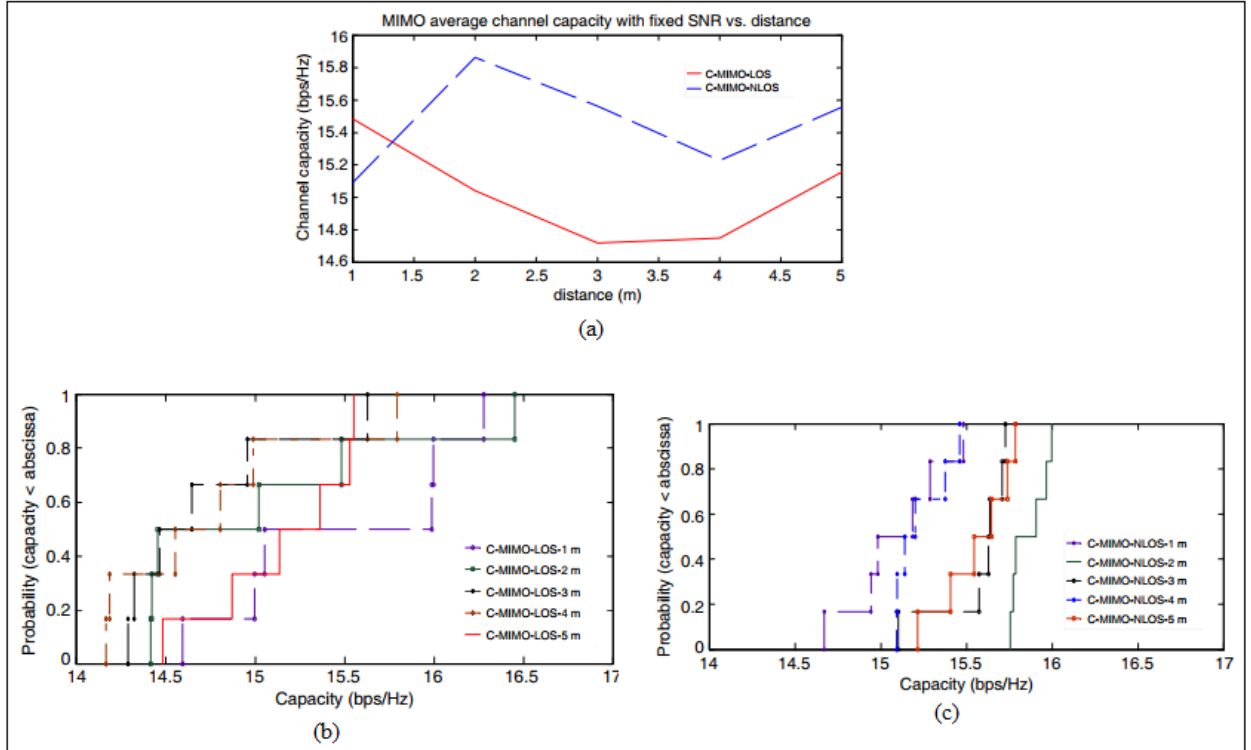 MIMO average channel capacity with fixed SNR vs. distance
Channel capacity (bps/Hz)
16
15.8
15.6
15.4
15.2
15
14.8
14.6
C-MIMO-LOS
C-MIMO-NLOS
1 1.5 2 2.5 3 3.5 4 4.5 5
distance (m)
(a)
Probability (capacity < abscissa)
1
0.8
0.6
0.4
0.2
0
C-MIMO-LOS-1 m
C-MIMO-LOS-2 m
C-MIMO-LOS-3 m
C-MIMO-LOS-4 m
C-MIMO-LOS-5 m
14 14.5 15 15.5 16 16.5 17
Capacity (bps/Hz)
(b)
Probability (capacity < abscissa)
1
0.8
0.6
0.4
0.2
0
C-MIMO-NLOS-1 m
C-MIMO-NLOS-2 m
C-MIMO-NLOS-3 m
C-MIMO-NLOS-4 m
C-MIMO-NLOS-5 m
14 14.5 15 15.5 16 16.5 17
Capacity (bps/Hz)
(c)